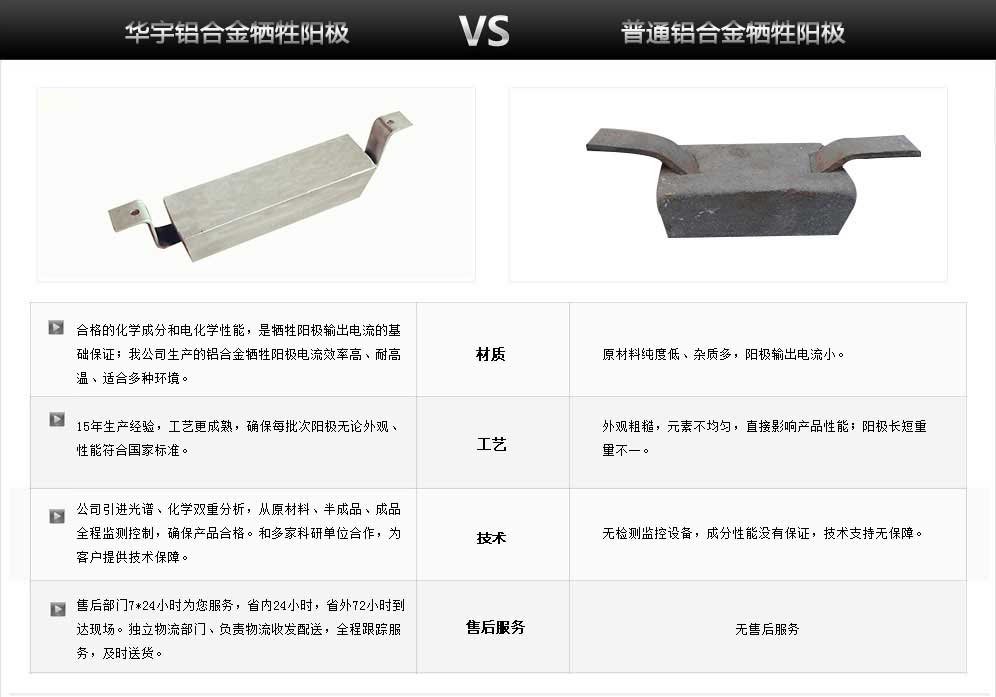 华宇铝合金牺牲阳极 VS 普通铝合金牺牲阳极
合格的化学成分和电化学性能，是牺牲阳极输出电流的基
础保证；我公司生产的铝合金牺牲阳极电流效率高、耐高
温、适合多种环境。
材质
原材料纯度低、杂质多，阳极输出电流小。
15年生产经验，工艺更成熟，确保每批次阳极无论外观、
性能符合国家标准。
工艺
外观粗糙，元素不均匀，直接影响产品性能；阳极长短重
量不一。
公司引进光谱、化学双重分析，从原材料、半成品、成品
全程监测控制，确保产品合格。和多家科研单位合作，为
客户提供技术保障。
技术
无检测监控设备，成分性能没有保证，技术支持无保障。
售后部门7*24小时为您服务，省内24小时，省外72小时到
达现场。独立物流部门、负责物流收发配送，全程跟踪服
务，及时送货。
售后服务
无售后服务